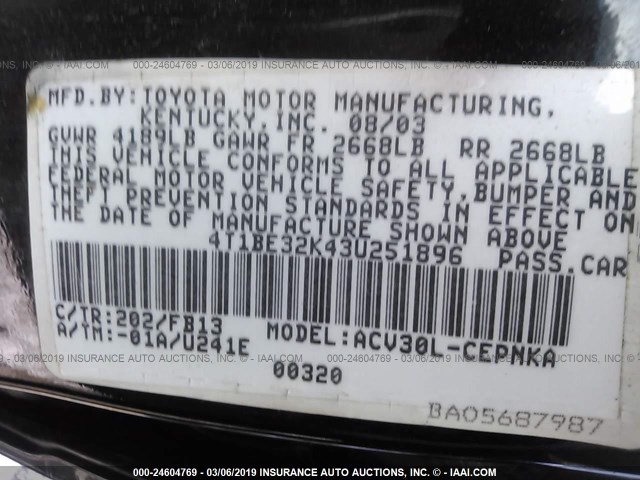 000-24604769 - 03/06/2019 INSURANCE AUTO AUCTIONS, INC. - IAAI.COM
MFD.BY:TOYOTA MOTOR MANUFACTURING,
KENTUCKY,INC. 08/03
GVWR 4189LB GAWR FR 2668LB RR 2668LB
THIS VEHICLE CONFORMS TO ALL APPLICABLE
FEDERAL MOTOR VEHICLE SAFETY,BUMPER AND
THEFT PREVENTION STANDARDS IN EFFECT ON
THE DATE OF MANUFACTURE SHOWN ABOVE
4T1BE32K43U251896 PASS.CAR
C/TR:202/FB13
A/TM:-01A/U241E MODEL:ACV30L-CEPNKA
00320
BAO5687987
000-24604769 - 03/06/2019 INSURANCE AUTO AUCTIONS, INC. - IAAI.COM